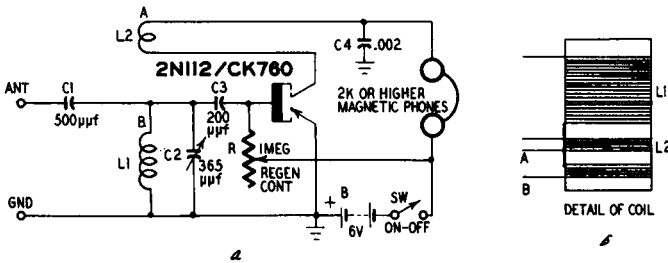 A
L2
C4 .002
2N112/CK760
ANT
C1
500µµf
C3
200
µµf
2K OR HIGHER
MAGNETIC PHONES
B
L1
C2
365
µµf
R
1MEG
REGEN
CONT
GND
+
B
6V
SW
ON-OFF
а
L1
L2
A
B
DETAIL OF COIL
б